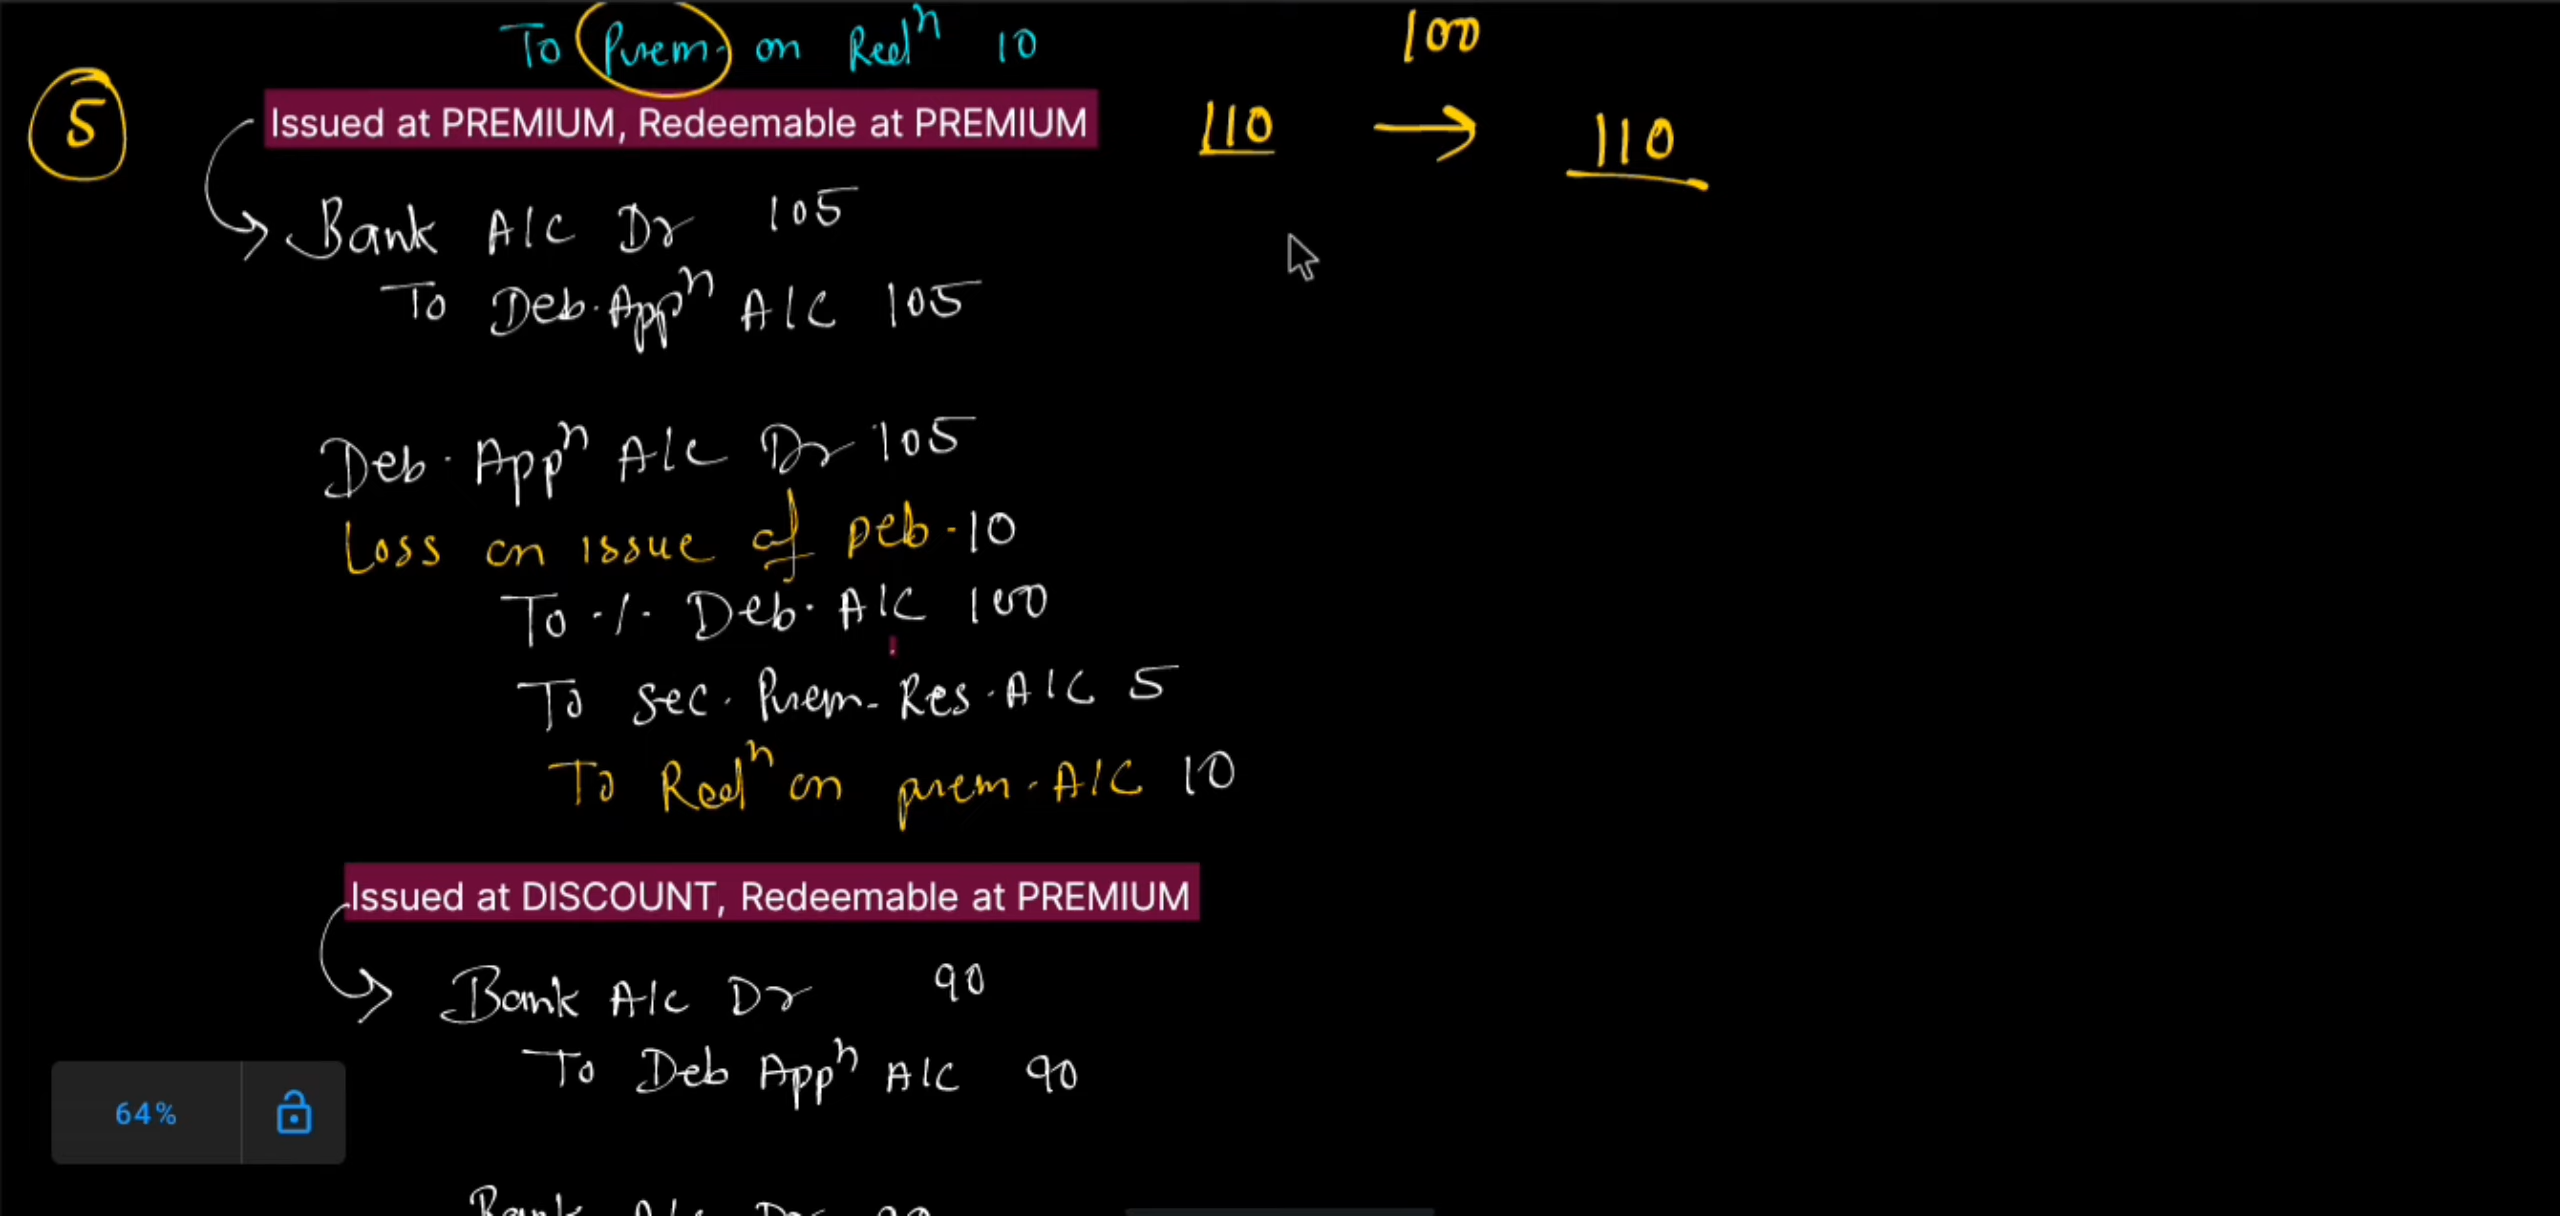 To Prem. on Redⁿ 10
100
5
Issued at PREMIUM, Redeemable at PREMIUM
110 → 110
Bank A/C Dr 105
To Deb. Appⁿ A/C 105
Deb. Appⁿ A/C Dr 105
Loss on issue of Deb. 10
To ./. Deb. A/C 100
To Sec. Prem. Res. A/C 5
To Redⁿ on prem. A/C 10
Issued at DISCOUNT, Redeemable at PREMIUM
Bank A/c Dr 90
To Deb Appⁿ A/C 90
64%